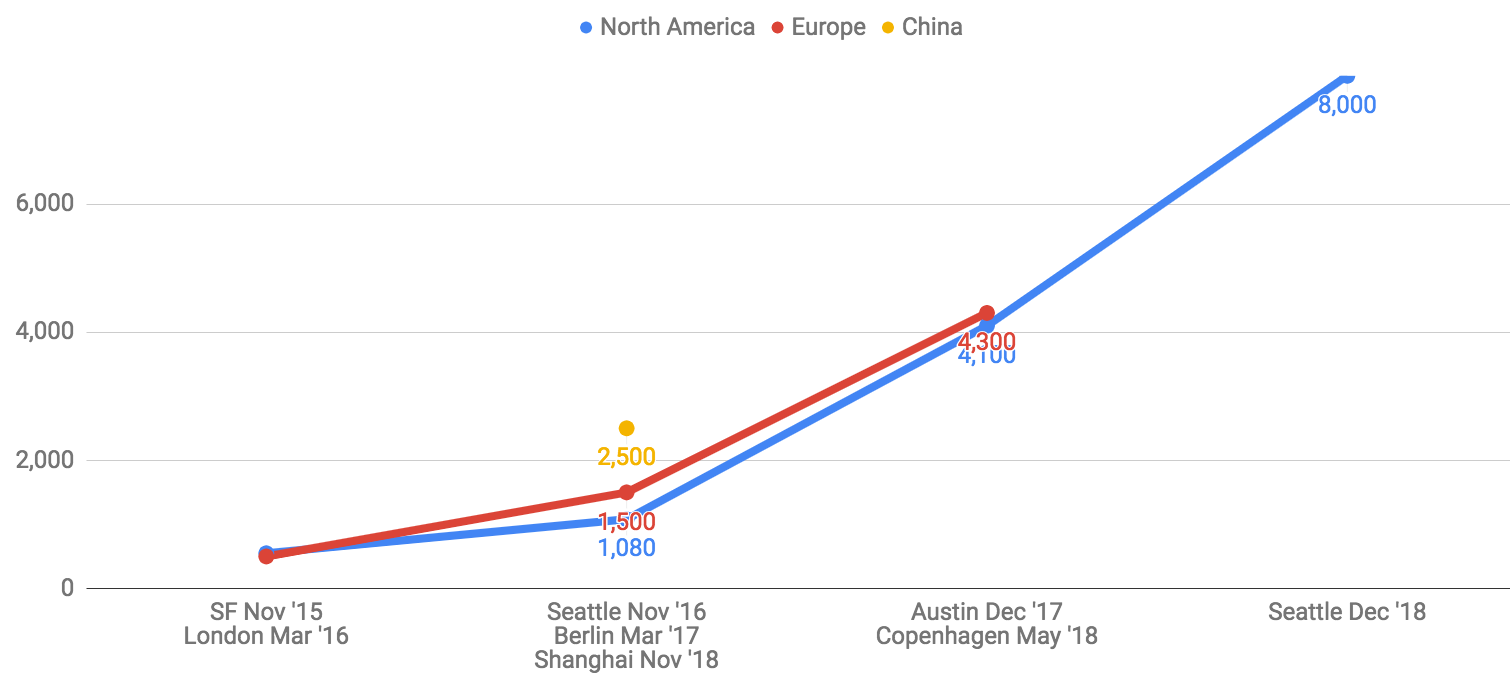 North America Europe China
8,000
6,000
4,000
4,300
4,100
2,500
2,000
1,500
1,080
0
SF Nov '15 Seattle Nov '16 Austin Dec '17 Seattle Dec '18
London Mar '16 Berlin Mar '17 Copenhagen May '18
Shanghai Nov '18